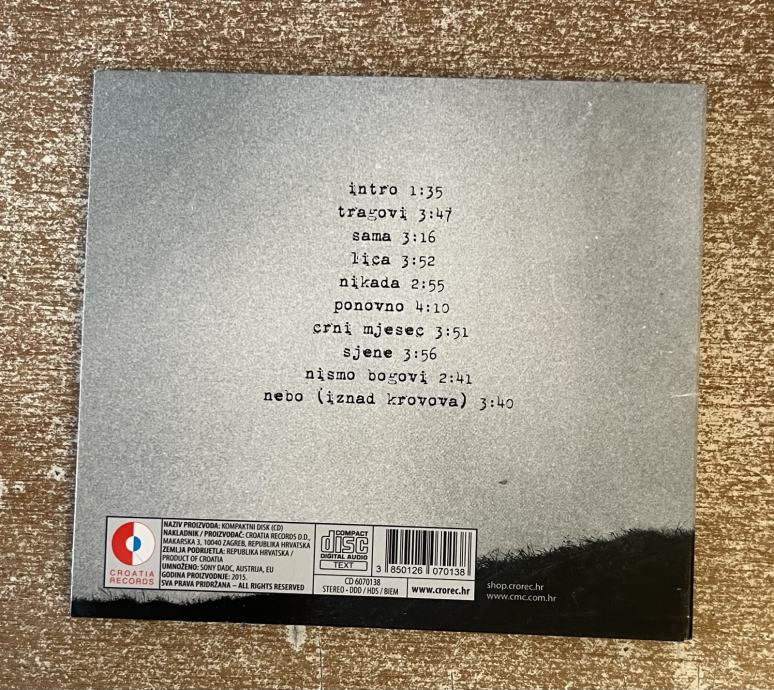 intro 1:35
tragovi 3:47
sama 3:16
lica 3:52
nikada 2:55
ponovno 4:10
crni mjesec 3:51
sjene 3:56
nismo bogovi 2:41
nebo (iznad krovova) 3:40
CROATIA
RECORDS
NAZIV PROIZVODA: KOMPAKTNI DISK (CD)
NAKLADNIK / PROIZVOĐAČ: CROATIA RECORDS D.D.,
MAKARSKA 3, 10040 ZAGREB, REPUBLIKA HRVATSKA
ZEMLJA PODRIJETLA: REPUBLIKA HRVATSKA /
PRODUCT OF CROATIA
UMNOŽENO: SONY DADC, AUSTRIJA, EU
GODINA PROIZVODNJE: 2015.
SVA PRAVA PRIDRŽANA – ALL RIGHTS RESERVED
COMPACT
disc
DIGITAL AUDIO
TEXT
3 850126 070138
CD 6070138
STEREO • DDD / HDS / BIEM
www.crorec.hr
shop.crorec.hr
www.cmc.com.hr